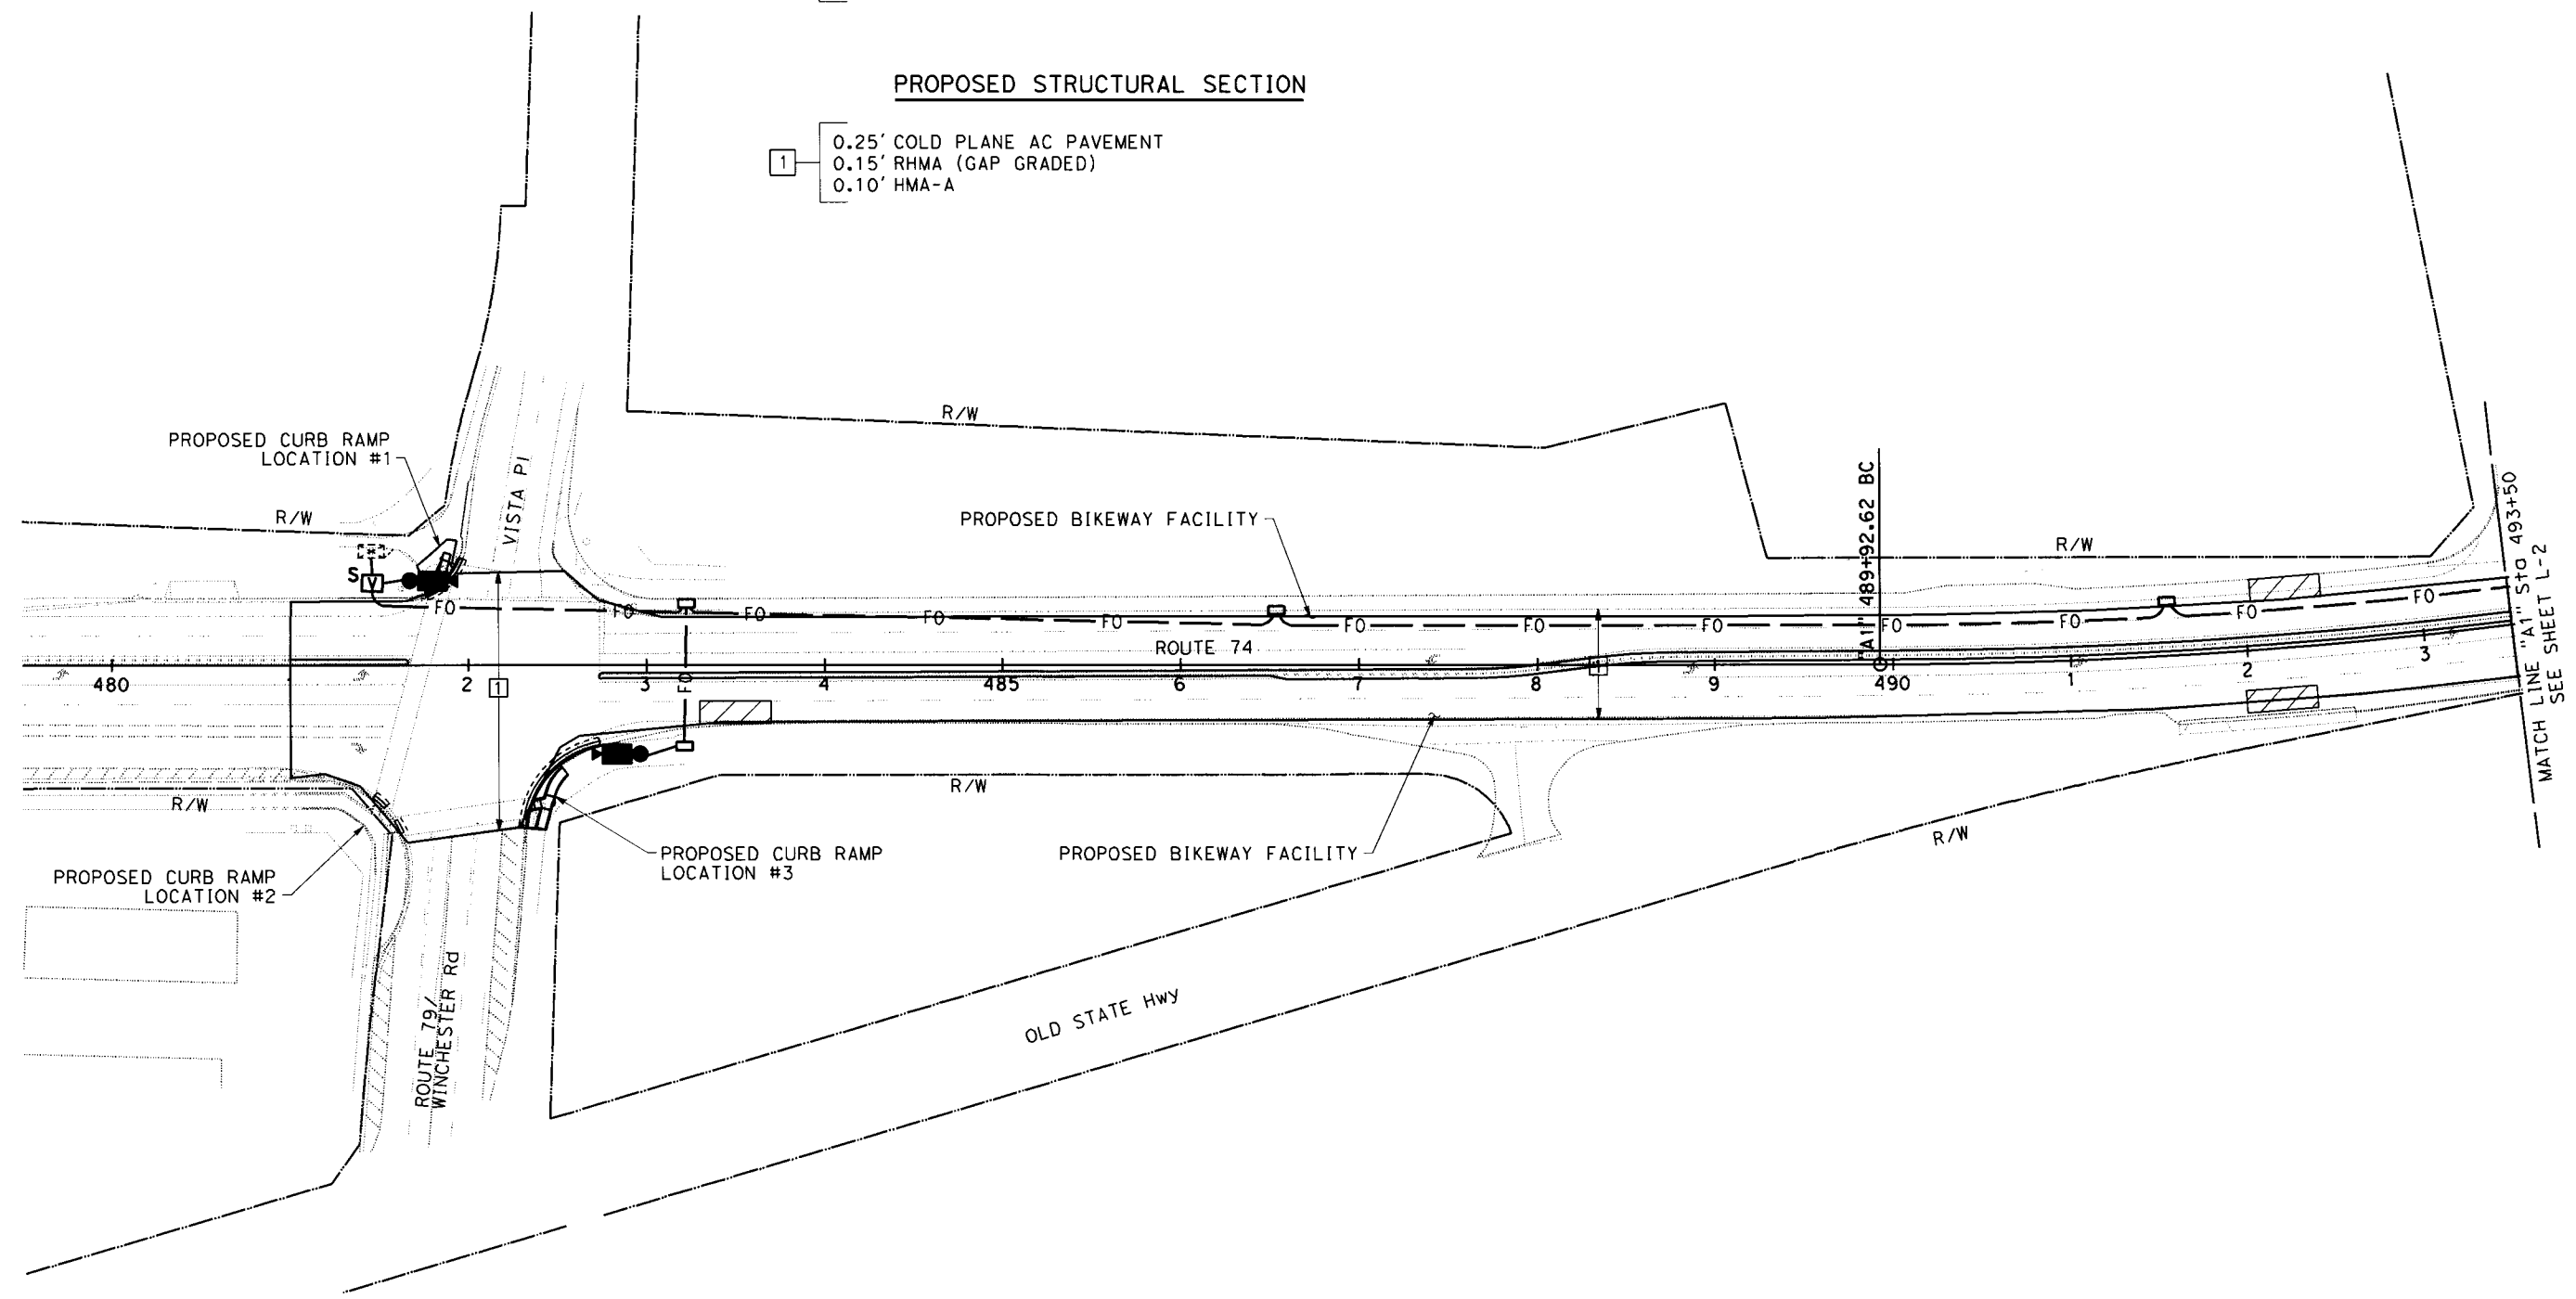 PROPOSED STRUCTURAL SECTION
1
0.25' COLD PLANE AC PAVEMENT
0.15' RHMA (GAP GRADED)
0.10' HMA-A
R/W
PROPOSED CURB RAMP
LOCATION #1
VISTA Pl
R/W
PROPOSED BIKEWAY FACILITY
"A1" 489+92.62 BC
R/W
MATCH LINE "A1" Sta 493+50
SEE SHEET L-2
S
V
FO
FO
FO
FO
FO
FO
FO
FO
FO
FO
FO
FO
FO
ROUTE 74
480
1
2
1
3
4
485
6
7
8
1
9
490
1
2
3
R/W
R/W
R/W
PROPOSED CURB RAMP
LOCATION #2
PROPOSED CURB RAMP
LOCATION #3
PROPOSED BIKEWAY FACILITY
ROUTE 79/
WINCHESTER Rd
OLD STATE Hwy